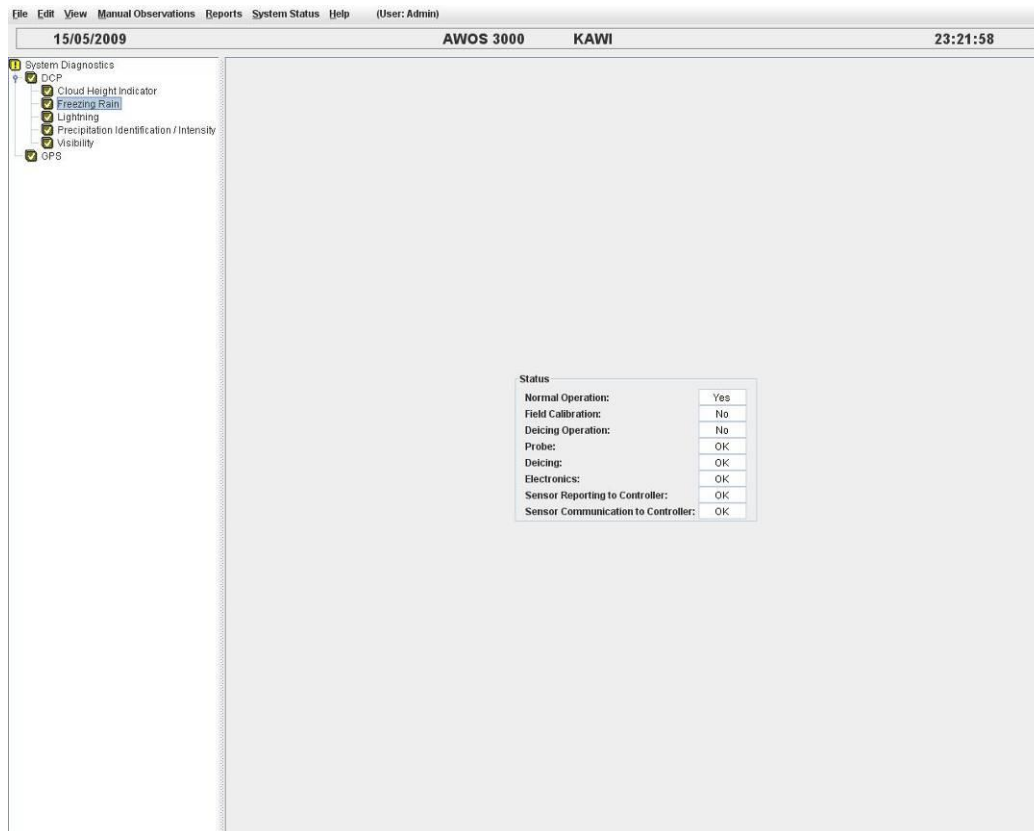 File Edit View Manual Observations Reports System Status Help (User: Admin)
15/05/2009 AWOS 3000 KAWI 23:21:58
System Diagnostics
DCP
Cloud Height Indicator
Freezing Rain
Lightning
Precipitation Identification / Intensity
Visibility
GPS
Status
Normal Operation: Yes
Field Calibration: No
Deicing Operation: No
Probe: OK
Deicing: OK
Electronics: OK
Sensor Reporting to Controller: OK
Sensor Communication to Controller: OK